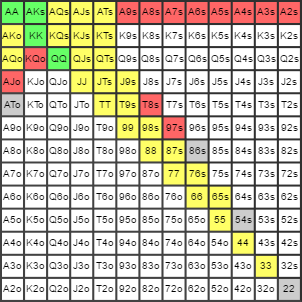 AA AKs AQs AJs ATs A9s A8s A7s A6s A5s A4s A3s A2s
AKo KK KQs KJs KTs K9s K8s K7s K6s K5s K4s K3s K2s
AQo KQo QQ QJs QTs Q9s Q8s Q7s Q6s Q5s Q4s Q3s Q2s
AJo KJo QJo JJ JTs J9s J8s J7s J6s J5s J4s J3s J2s
ATo KTo QTo JTo TT T9s T8s T7s T6s T5s T4s T3s T2s
A9o K9o Q9o J9o T9o 99 98s 97s 96s 95s 94s 93s 92s
A8o K8o Q8o J8o T8o 98o 88 87s 86s 85s 84s 83s 82s
A7o K7o Q7o J7o T7o 97o 87o 77 76s 75s 74s 73s 72s
A6o K6o Q6o J6o T6o 96o 86o 76o 66 65s 64s 63s 62s
A5o K5o Q5o J5o T5o 95o 85o 75o 65o 55 54s 53s 52s
A4o K4o Q4o J4o T4o 94o 84o 74o 64o 54o 44 43s 42s
A3o K3o Q3o J3o T3o 93o 83o 73o 63o 53o 43o 33 32s
A2o K2o Q2o J2o T2o 92o 82o 72o 62o 52o 42o 32o 22